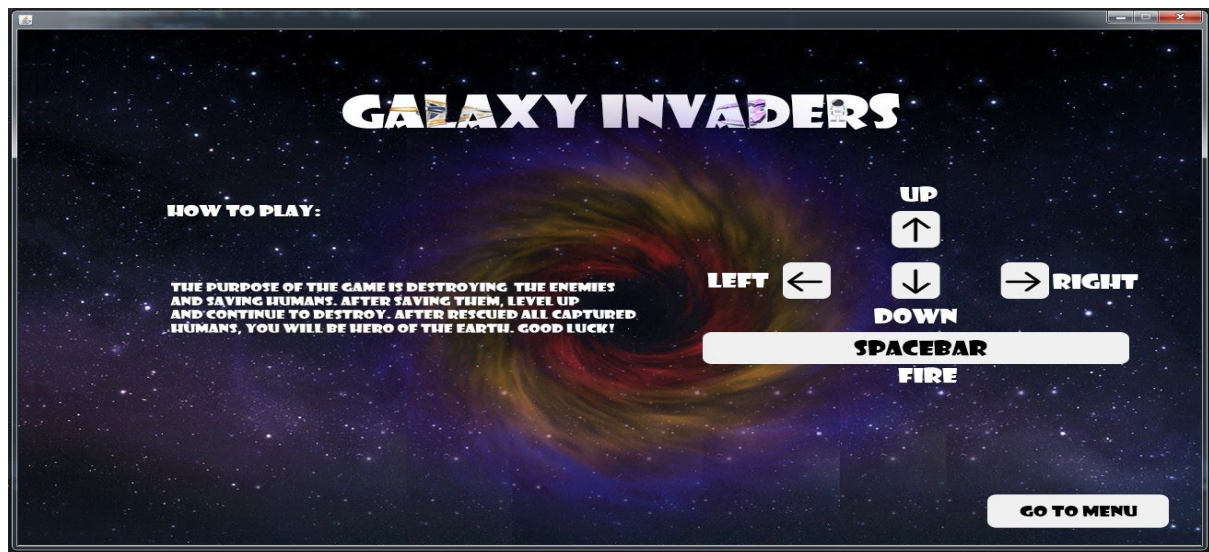 GALAXY INVADERS
HOW TO PLAY:
THE PURPOSE OF THE GAME IS DESTROYING THE ENEMIES
AND SAVING HUMANS. AFTER SAVING THEM, LEVEL UP
AND CONTINUE TO DESTROY. AFTER RESCUED ALL CAPTURED
HUMANS, YOU WILL BE HERO OF THE EARTH. GOOD LUCK!
UP
LEFT
RIGHT
DOWN
SPACEBAR
FIRE
GO TO MENU